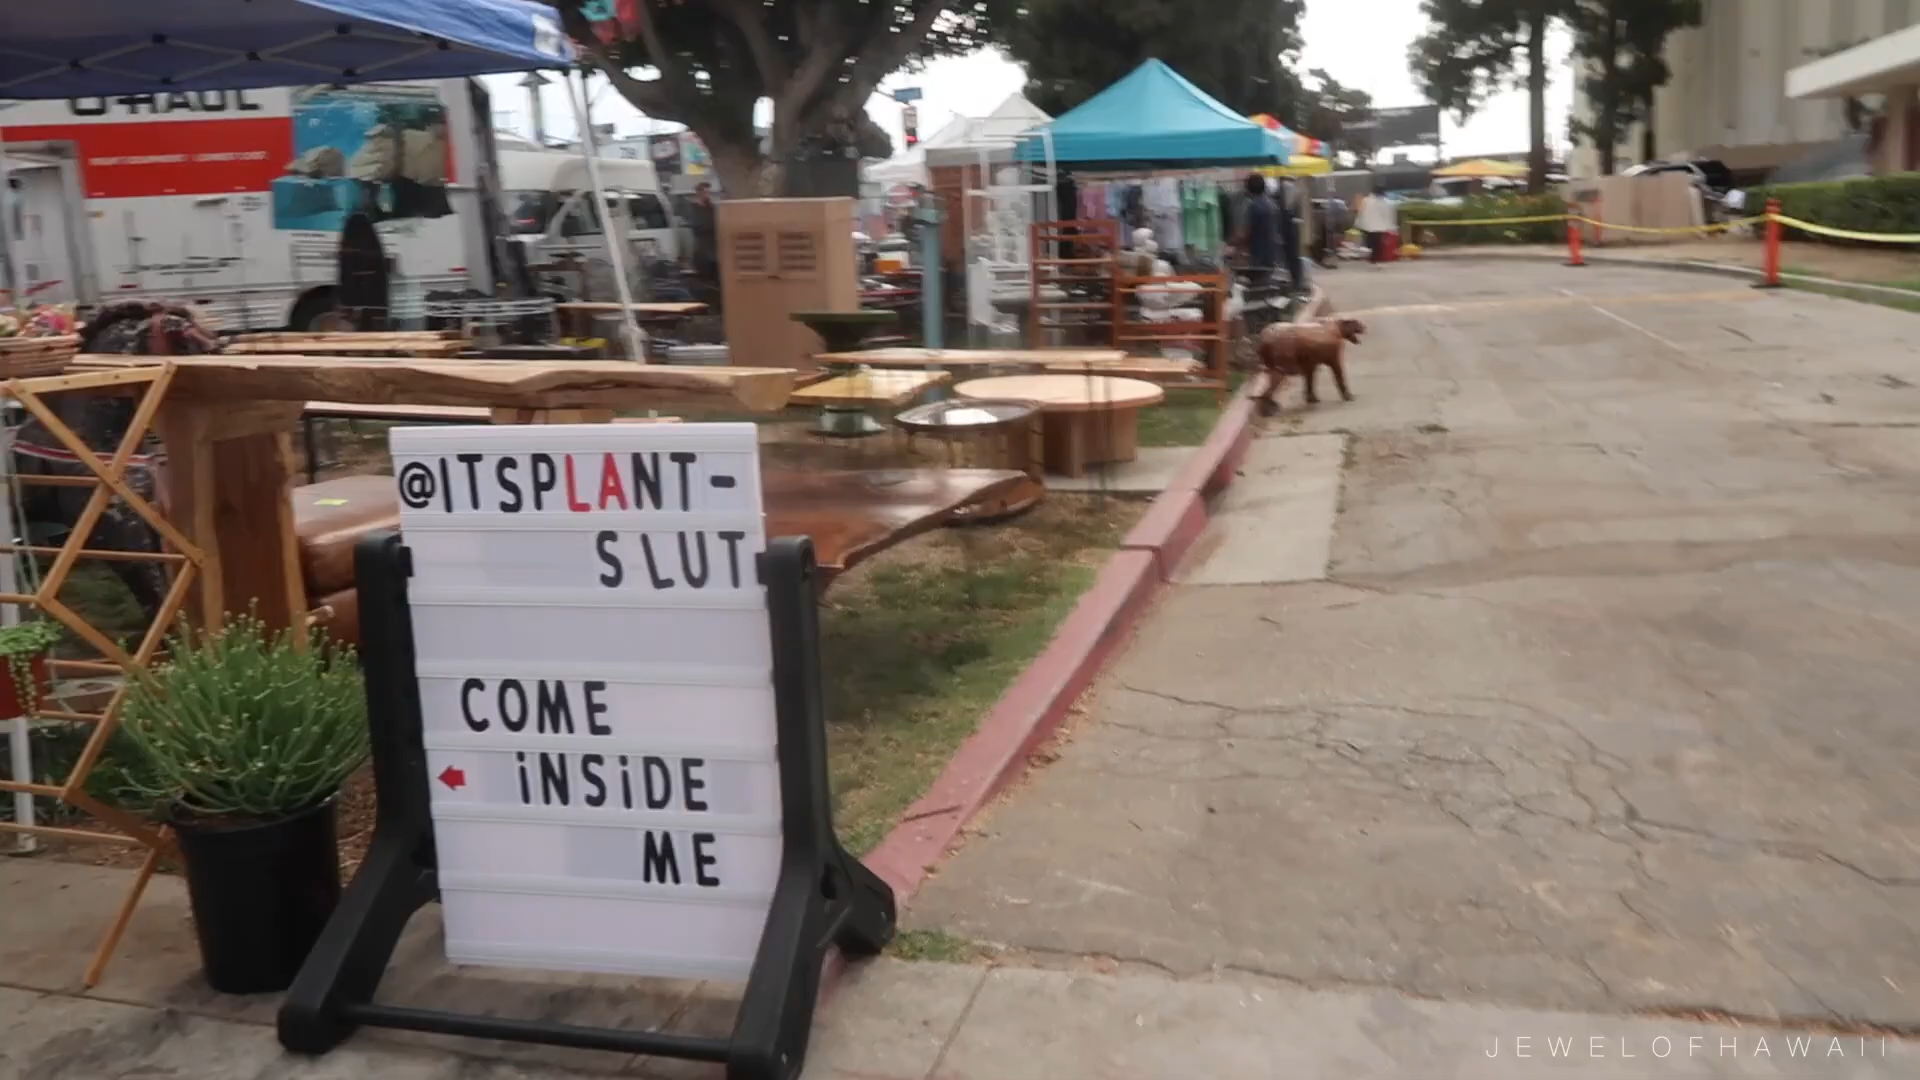 U-HAUL
@ITSPLANT-
SLUT
COME
iNSiDE
ME
JEWELOFHAWAII